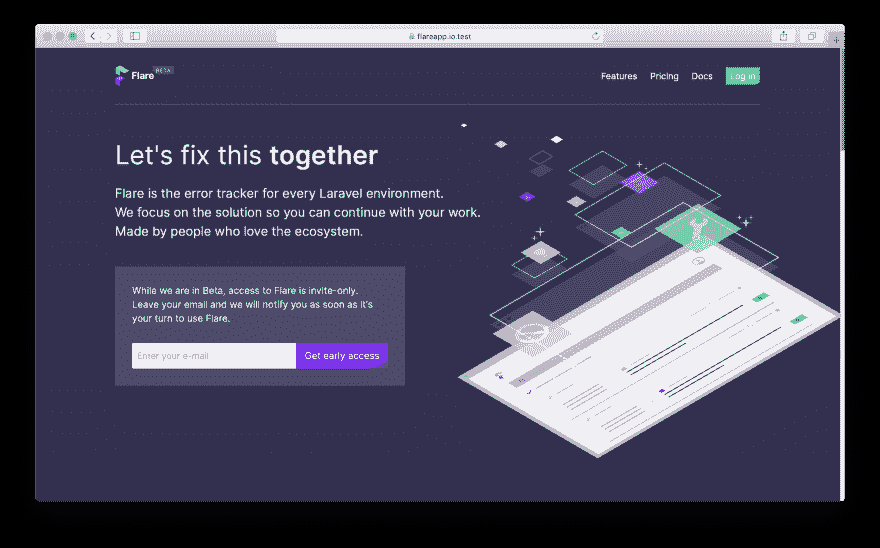 flareapp.io.test
Flare BETA
Features Pricing Docs Log in
Let's fix this together
Flare is the error tracker for every Laravel environment.
We focus on the solution so you can continue with your work.
Made by people who love the ecosystem.
While we are in Beta, access to Flare is invite-only.
Leave your email and we will notify you as soon as it's
your turn to use Flare.
Enter your e-mail Get early access